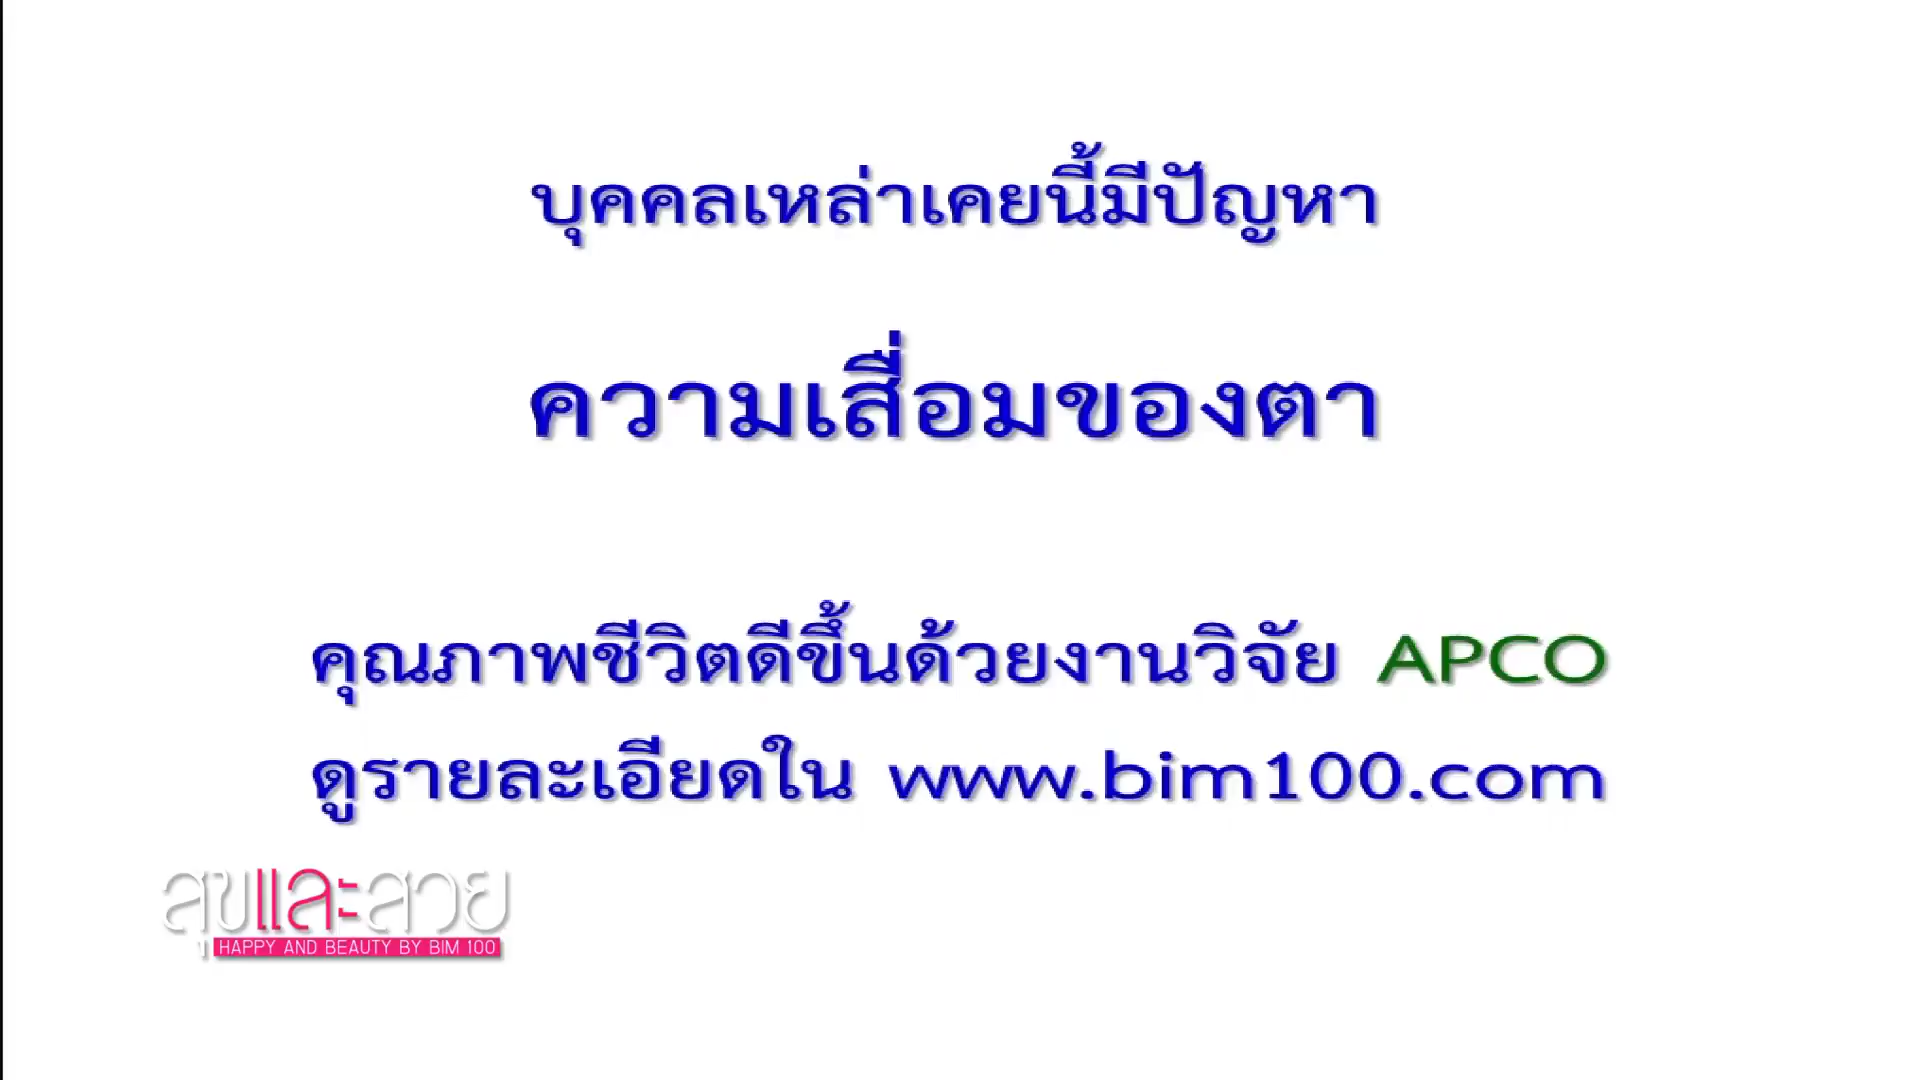 บุคคลเหล่าเคยนี้มีปัญหา
ความเสื่อมของตา
คุณภาพชีวิตดีขึ้นด้วยงานวิจัย APCO
ดูรายละเอียดใน www.bim100.com
สุขและสวย
HAPPY AND BEAUTY BY BIM 100